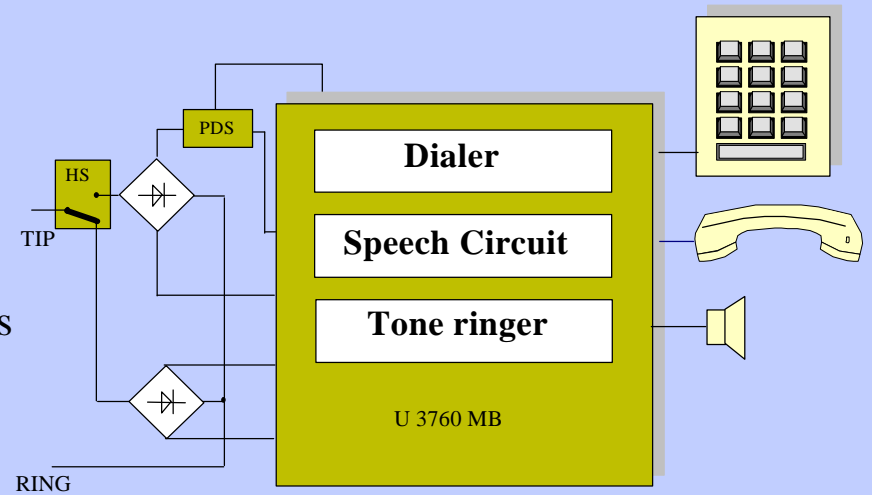 PDS
Dialer
HS
Speech Circuit
TIP
S
Tone ringer
U 3760 MB
RING